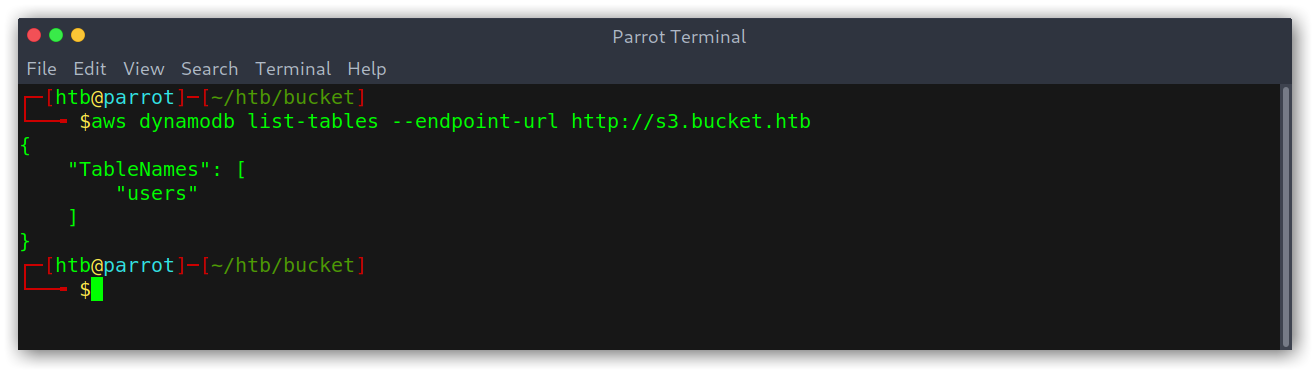 Parrot Terminal
File Edit View Search Terminal Help
┌─[htb@parrot]─[~/htb/bucket]
└──╼ $aws dynamodb list-tables --endpoint-url http://s3.bucket.htb
{
    "TableNames": [
        "users"
    ]
}
┌─[htb@parrot]─[~/htb/bucket]
└──╼ $